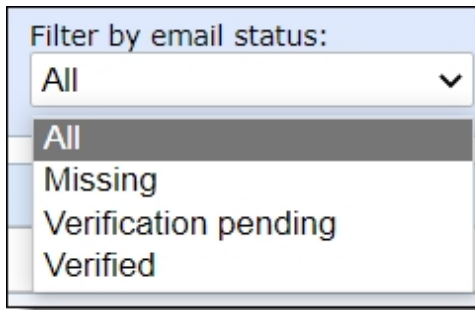 Filter by email status:
All
All
Missing
Verification pending
Verified